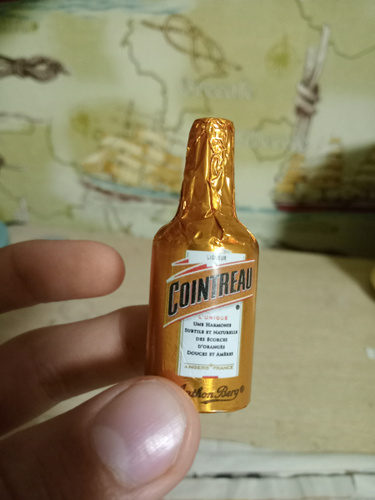 LIQUEUR
COINTREAU
L'UNIQUE
UNE HARMONIE
SUBTILE ET NATURELLE
DES ÉCORCES
D'ORANGES
DOUCES ET AMÈRES
ANGERS FRANCE
Anthon Berg®